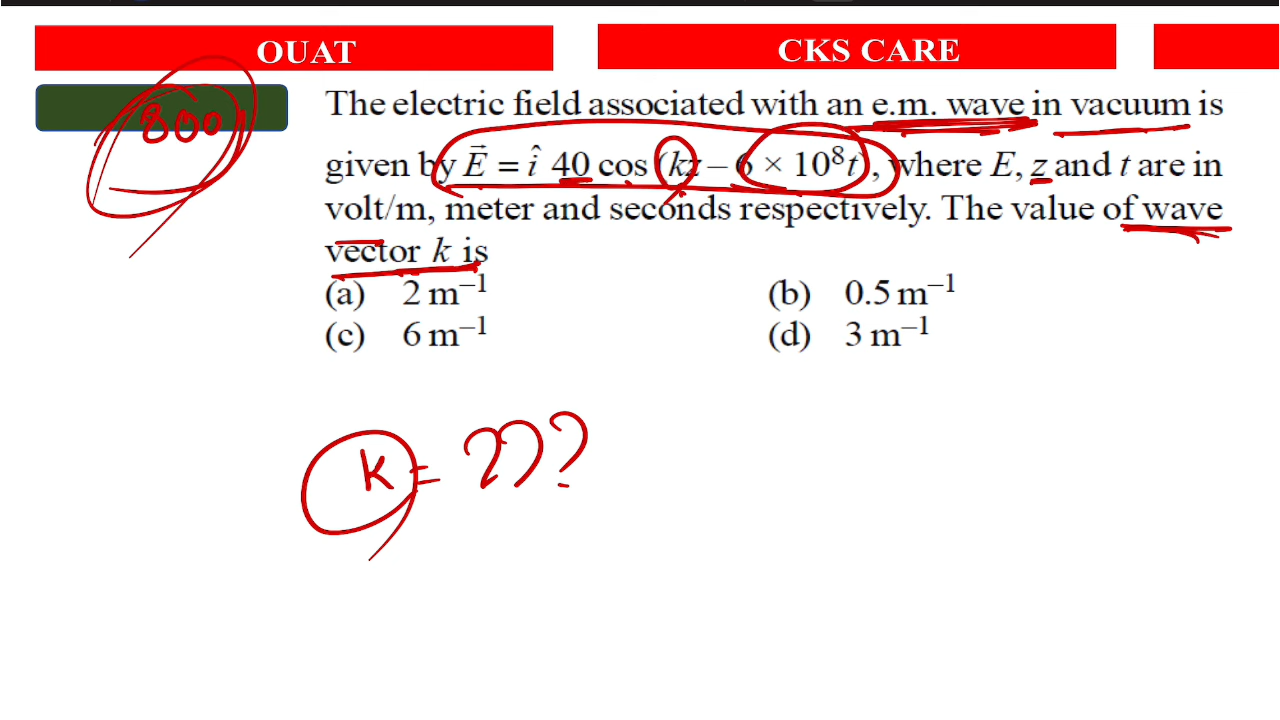 OUAT
CKS CARE
800
The electric field associated with an e.m. wave in vacuum is
given by E⃗ = î 40 cos (kz – 6 × 10⁸t), where E, z and t are in
volt/m, meter and seconds respectively. The value of wave
vector k is
(a) 2 m⁻¹ (b) 0.5 m⁻¹
(c) 6 m⁻¹ (d) 3 m⁻¹
k = ???